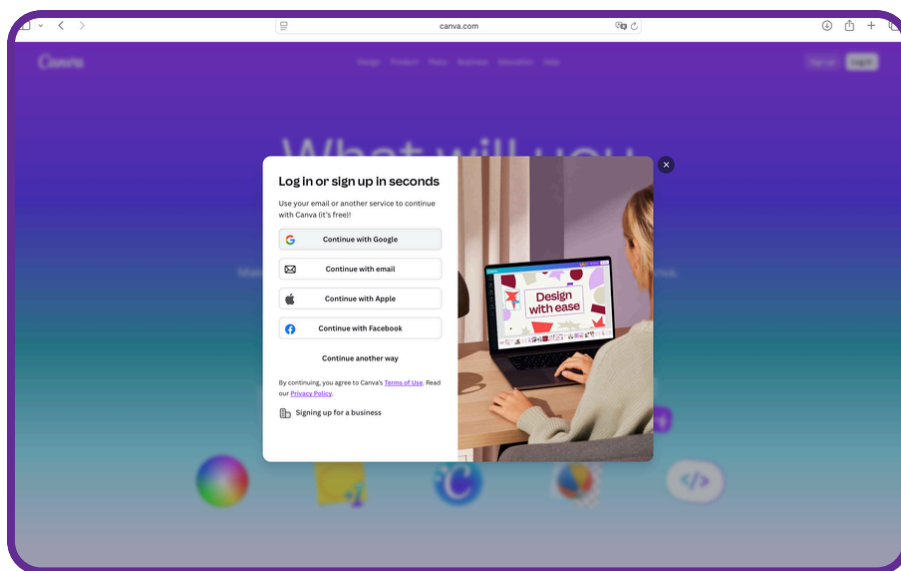 canva.com
Canva
Design Product Plans Business Education Help
Sign up Log in
What will you
Log in or sign up in seconds
Use your email or another service to continue
with Canva (it's free)!
Continue with Google
Continue with email
Continue with Apple
Continue with Facebook
Continue another way
By continuing, you agree to Canva's Terms of Use. Read
our Privacy Policy.
Signing up for a business
Design
with ease